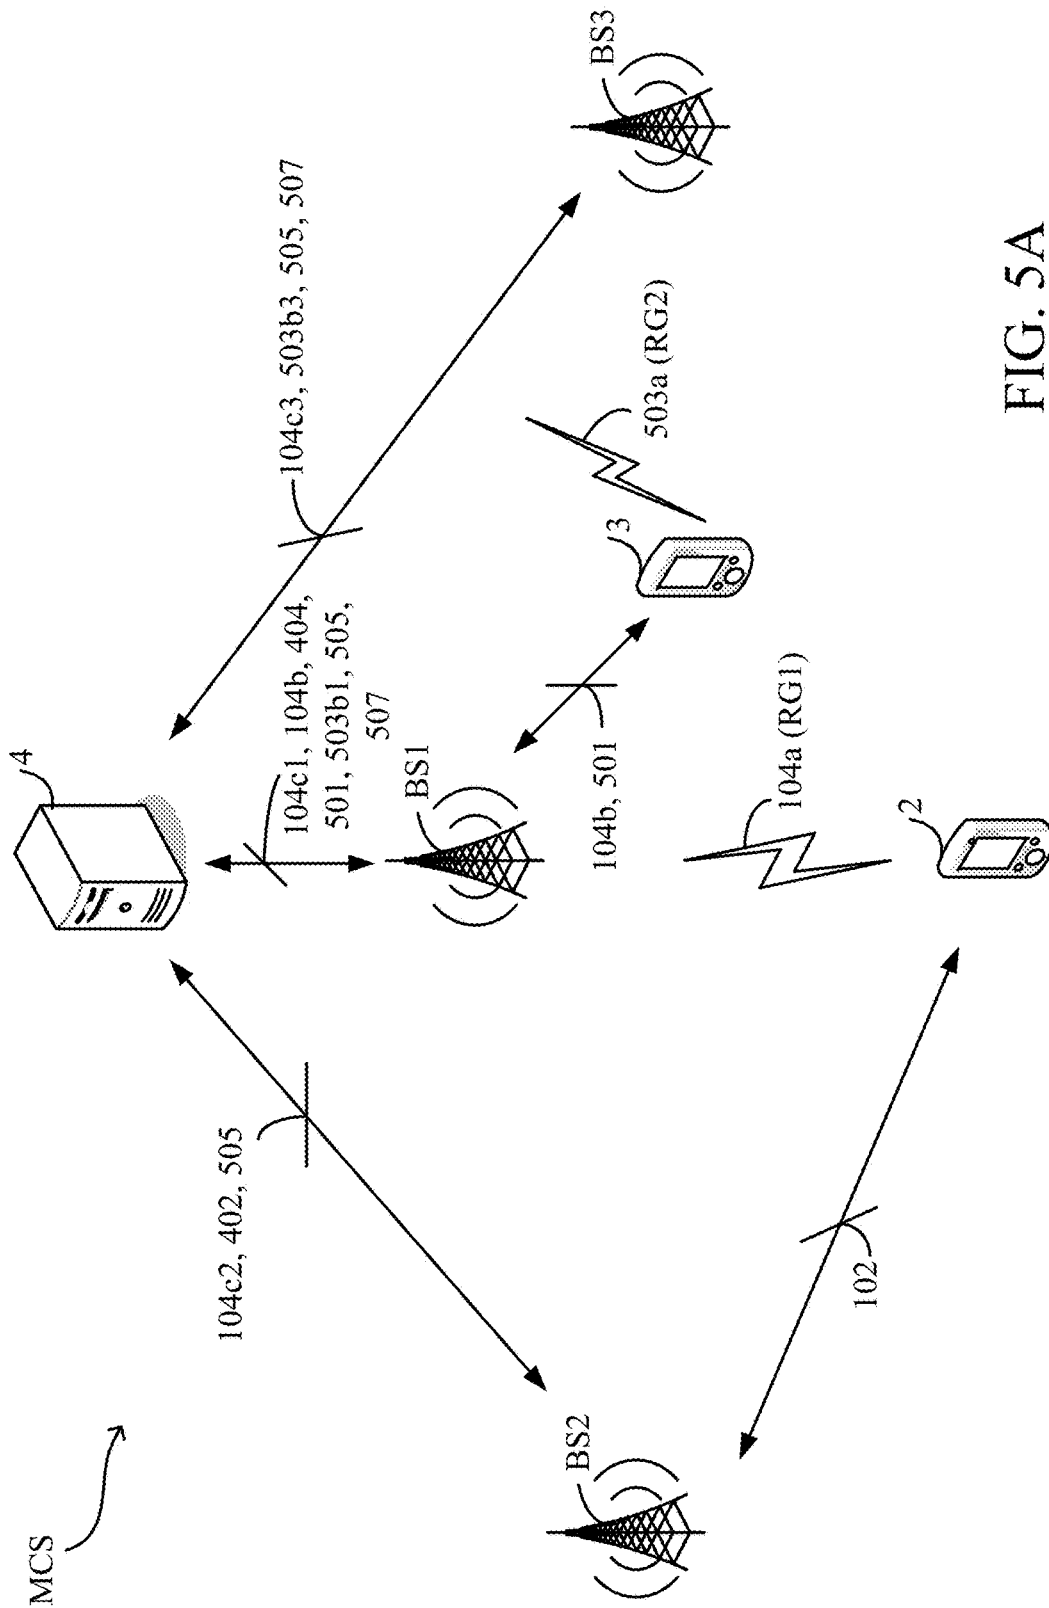 MCS
4
104c2, 402, 505
104c1, 104b, 404,
501, 503b1, 505,
507
104c3, 503b3, 505, 507
BS2
BS1
BS3
104b, 501
3
503a (RG2)
102
2
104a (RG1)
FIG. 5A